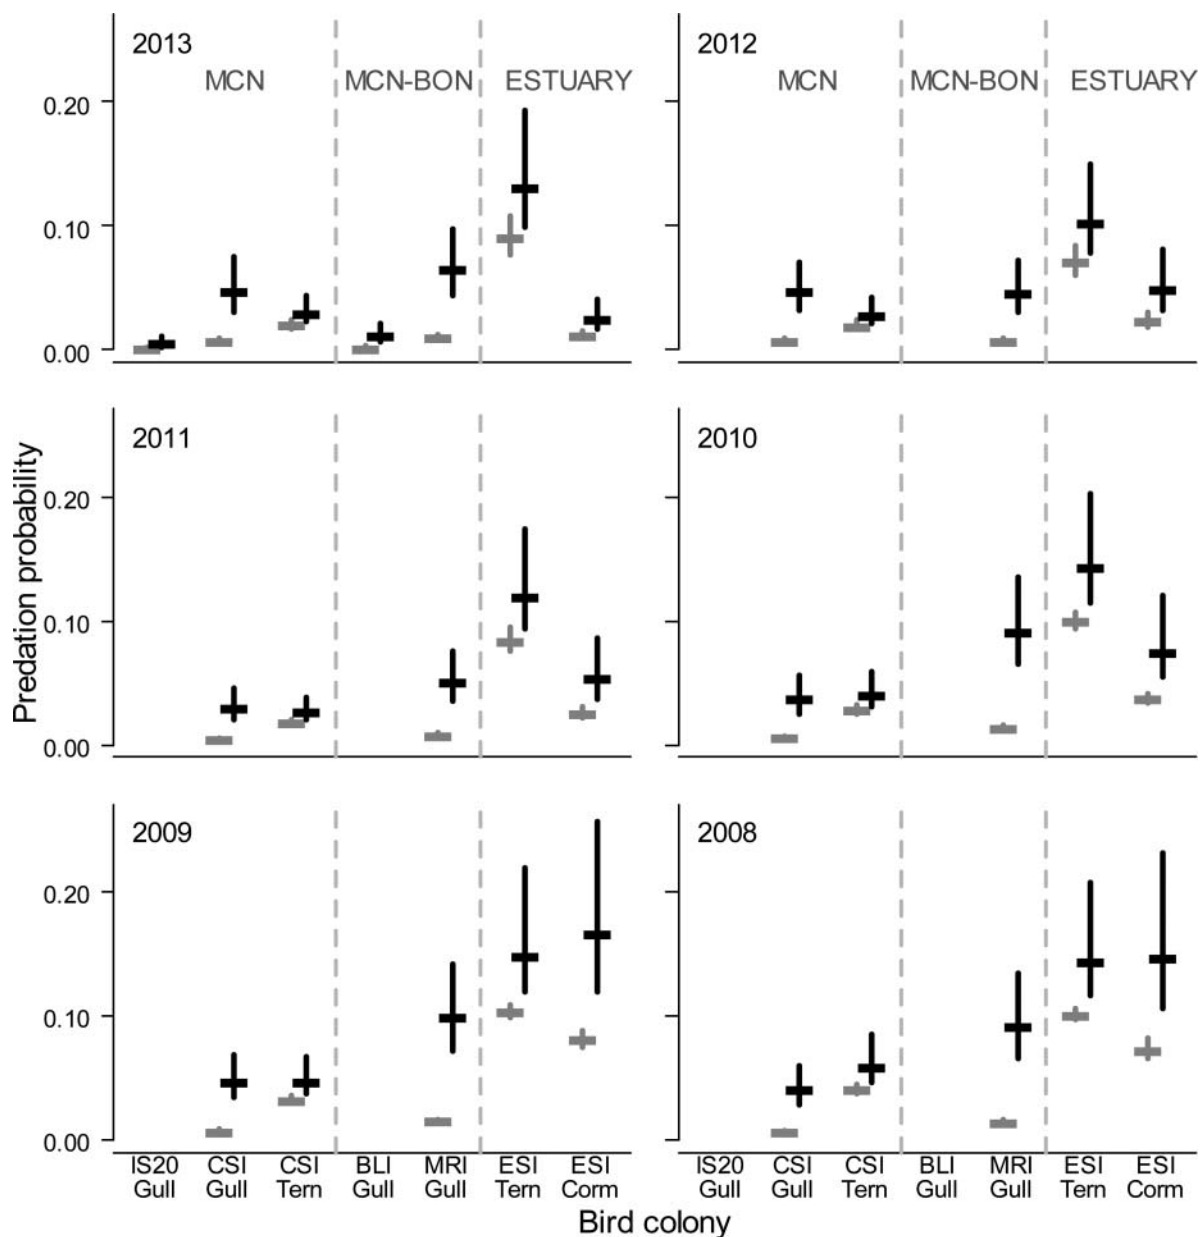 2013
MCN
MCN-BON
ESTUARY
2012
MCN
MCN-BON
ESTUARY
0.20
0.10
0.00
Predation probability
2011
0.20
0.10
0.00
2010
2009
0.20
0.10
0.00
2008
IS20 Gull
CSI Gull
CSI Tern
BLI Gull
MRI Gull
ESI Tern
ESI Corm
IS20 Gull
CSI Gull
CSI Tern
BLI Gull
MRI Gull
ESI Tern
ESI Corm
Bird colony